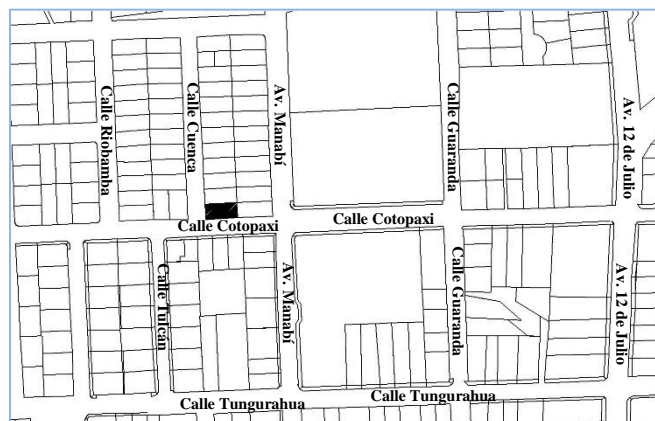 Calle Riobamba
Calle Cuenca
Av. Manabí
Calle Guaranda
Av. 12 de Julio
Calle Cotopaxi
Calle Cotopaxi
Calle Tulcán
Av. Manabí
Calle Guaranda
Av. 12 de Julio
Calle Tungurahua
Calle Tungurahua